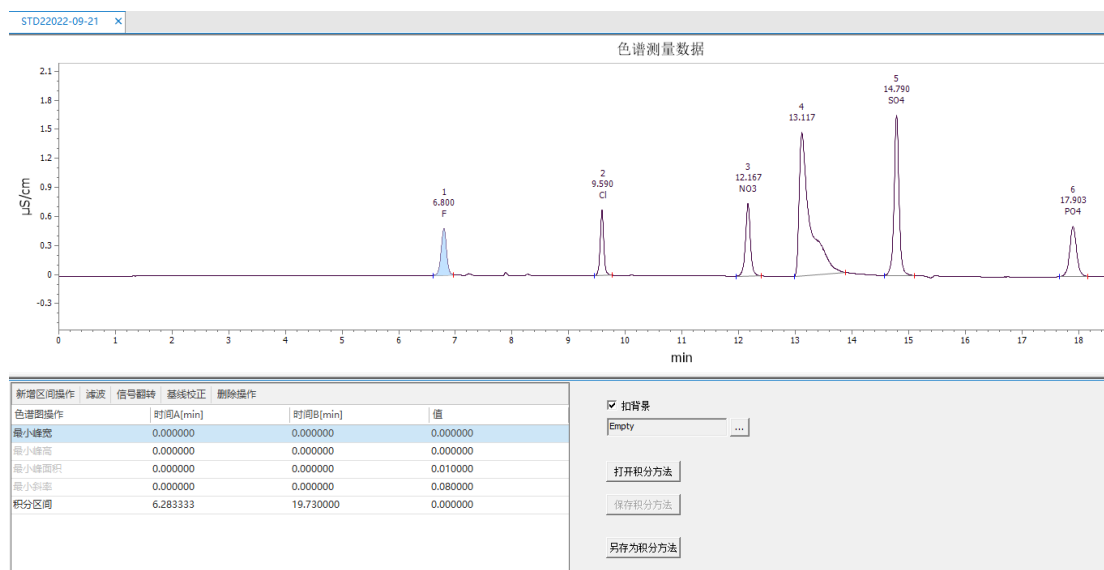 STD22022-09-21 ×
色谱测量数据
μS/cm
2.1
1.8
1.5
1.2
0.9
0.6
0.3
0
-0.3
1
6.800
F
2
9.590
Cl
3
12.167
NO3
4
13.117
5
14.790
SO4
6
17.903
PO4
0 1 2 3 4 5 6 7 8 9 10 11 12 13 14 15 16 17 18
min
新增区间操作 滤波 信号翻转 基线校正 删除操作
色谱图操作 时间A[min] 时间B[min] 值
最小峰宽 0.000000 0.000000 0.000000
最小峰高 0.000000 0.000000 0.000000
最小峰面积 0.000000 0.000000 0.010000
最小斜率 0.000000 0.000000 0.080000
积分区间 6.283333 19.730000 0.000000
扣背景
Empty ...
打开积分方法
保存积分方法
另存为积分方法